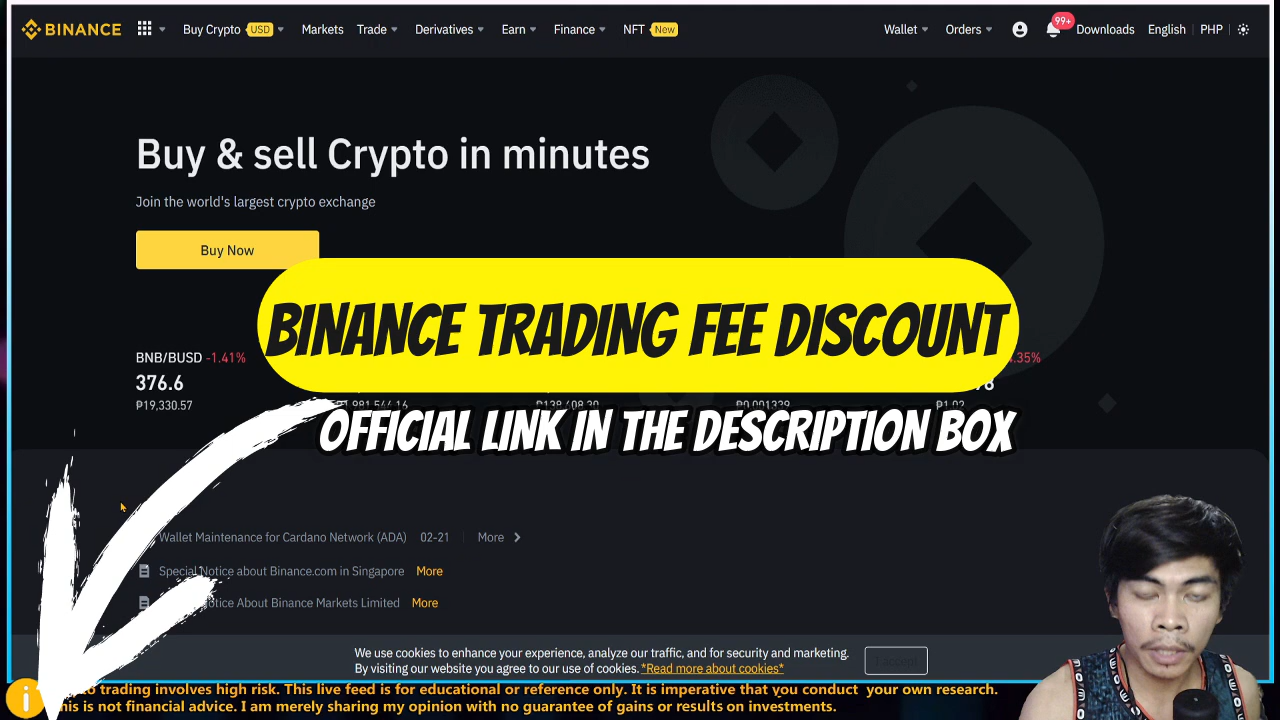 BINANCE
Buy Crypto USD Markets Trade Derivatives Earn Finance NFT New Wallet Orders 99+ Downloads English PHP
Buy & sell Crypto in minutes
Join the world's largest crypto exchange
Buy Now
BINANCE TRADING FEE DISCOUNT
BNB/BUSD -1.41%
376.6
₱19,330.57
OFFICIAL LINK IN THE DESCRIPTION BOX
Wallet Maintenance for Cardano Network (ADA) 02-21 More
Special Notice about Binance.com in Singapore More
Notice About Binance Markets Limited More
We use cookies to enhance your experience, analyze our traffic, and for security and marketing.
By visiting our website you agree to our use of cookies. *Read more about cookies*
trading involves high risk. This live feed is for educational or reference only. It is imperative that you conduct your own research.
is not financial advice. I am merely sharing my opinion with no guarantee of gains or results on investments.